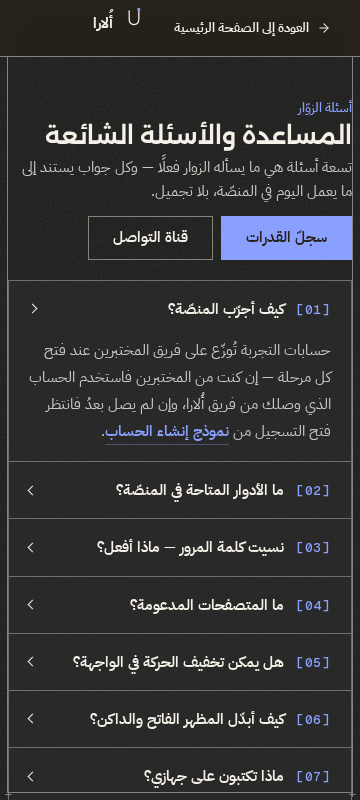 العودة إلى الصفحة الرئيسية
ألارا
أسئلة الزوّار
المساعدة والأسئلة الشائعة
تسعة أسئلة هي ما يسأله الزوار فعلًا — وكل جواب يستند إلى
ما يعمل اليوم في المنصّة، بلا تجميل.
سجلّ القدرات
قناة التواصل
[01] كيف أجرّب المنصّة؟
حسابات التجربة تُوزّع على فريق المختبرين عند فتح
كل مرحلة — إن كنت من المختبرين فاستخدم الحساب
الذي وصلك من فريق ألارا، وإن لم يصل بعدُ فانتظر
فتح التسجيل من نموذج إنشاء الحساب.
[02] ما الأدوار المتاحة في المنصّة؟
[03] نسيت كلمة المرور — ماذا أفعل؟
[04] ما المتصفحات المدعومة؟
[05] هل يمكن تخفيف الحركة في الواجهة؟
[06] كيف أبدّل المظهر الفاتح والداكن؟
[07] ماذا تكتبون على جهازي؟